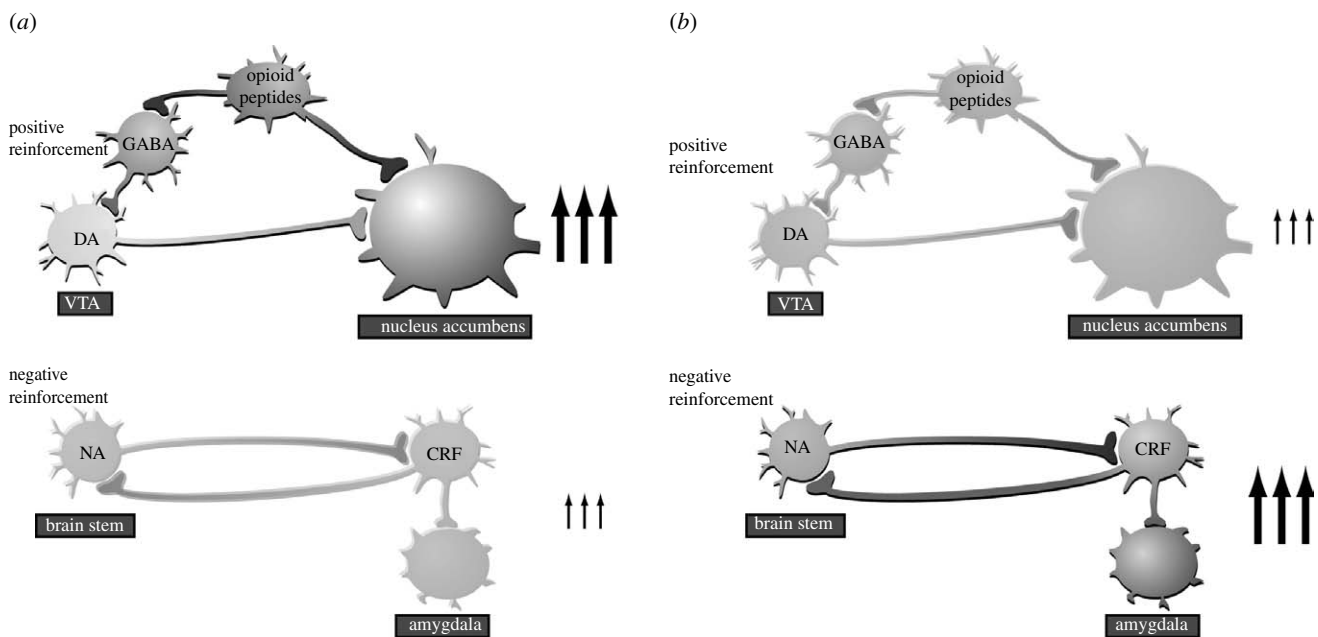 (a)
opioid
peptides
positive
reinforcement
GABA
DA
VTA
nucleus accumbens
negative
reinforcement
NA
CRF
brain stem
amygdala
(b)
opioid
peptides
positive
reinforcement
GABA
DA
VTA
nucleus accumbens
negative
reinforcement
NA
CRF
brain stem
amygdala